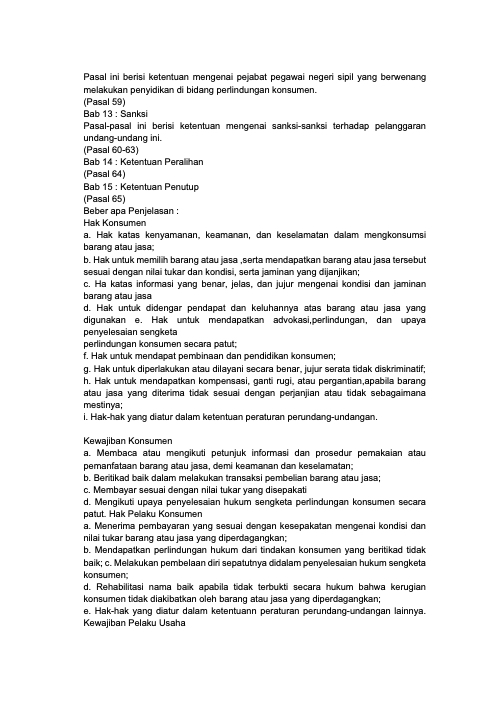 Pasal ini berisi ketentuan mengenai pejabat pegawai negeri sipil yang berwenang
melakukan penyidikan di bidang perlindungan konsumen.
(Pasal 59)
Bab 13 : Sanksi
Pasal-pasal ini berisi ketentuan mengenai sanksi-sanksi terhadap pelanggaran
undang-undang ini.
(Pasal 60-63)
Bab 14 : Ketentuan Peralihan
(Pasal 64)
Bab 15 : Ketentuan Penutup
(Pasal 65)
Beber apa Penjelasan :
Hak Konsumen
a. Hak katas kenyamanan, keamanan, dan keselamatan dalam mengkonsumsi
barang atau jasa;
b. Hak untuk memilih barang atau jasa ,serta mendapatkan barang atau jasa tersebut
sesuai dengan nilai tukar dan kondisi, serta jaminan yang dijanjikan;
c. Ha katas informasi yang benar, jelas, dan jujur mengenai kondisi dan jaminan
barang atau jasa
d. Hak untuk didengar pendapat dan keluhannya atas barang atau jasa yang
digunakan e. Hak untuk mendapatkan advokasi,perlindungan, dan upaya
penyelesaian sengketa
perlindungan konsumen secara patut;
f. Hak untuk mendapat pembinaan dan pendidikan konsumen;
g. Hak untuk diperlakukan atau dilayani secara benar, jujur serata tidak diskriminatif;
h. Hak untuk mendapatkan kompensasi, ganti rugi, atau pergantian,apabila barang
atau jasa yang diterima tidak sesuai dengan perjanjian atau tidak sebagaimana
mestinya;
i. Hak-hak yang diatur dalam ketentuan peraturan perundang-undangan.
Kewajiban Konsumen
a. Membaca atau mengikuti petunjuk informasi dan prosedur pemakaian atau
pemanfataan barang atau jasa, demi keamanan dan keselamatan;
b. Beritikad baik dalam melakukan transaksi pembelian barang atau jasa;
c. Membayar sesuai dengan nilai tukar yang disepakati
d. Mengikuti upaya penyelesaian hukum sengketa perlindungan konsumen secara
patut. Hak Pelaku Konsumen
a. Menerima pembayaran yang sesuai dengan kesepakatan mengenai kondisi dan
nilai tukar barang atau jasa yang diperdagangkan;
b. Mendapatkan perlindungan hukum dari tindakan konsumen yang beritikad tidak
baik; c. Melakukan pembelaan diri sepatutnya didalam penyelesaian hukum sengketa
konsumen;
d. Rehabilitasi nama baik apabila tidak terbukti secara hukum bahwa kerugian
konsumen tidak diakibatkan oleh barang atau jasa yang diperdagangkan;
e. Hak-hak yang diatur dalam ketentuann peraturan perundang-undangan lainnya.
Kewajiban Pelaku Usaha